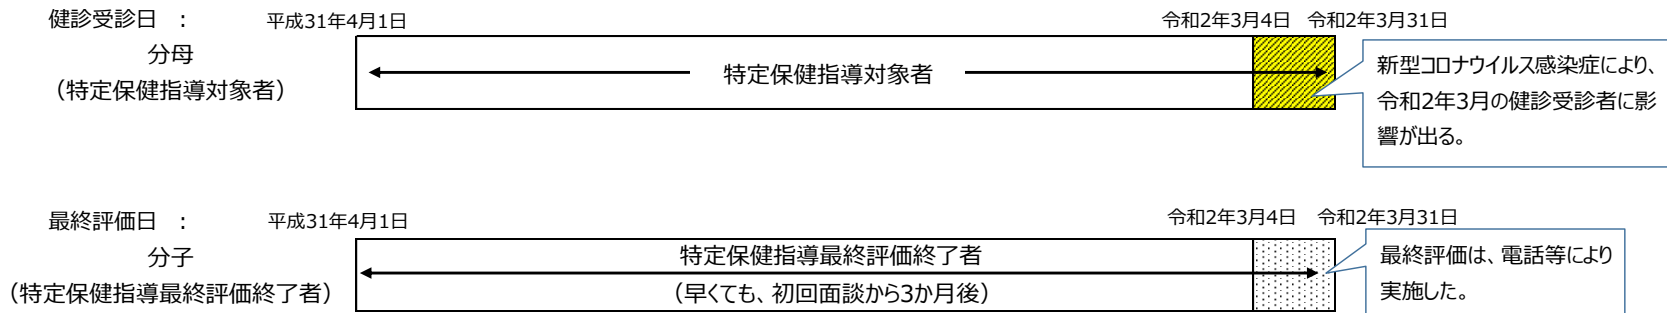 健診受診日 : 平成31年4月1日 令和2年3月4日 令和2年3月31日
分母
（特定保健指導対象者）
特定保健指導対象者
新型コロナウイルス感染症により、
令和2年3月の健診受診者に影
響が出る。
最終評価日 : 平成31年4月1日 令和2年3月4日 令和2年3月31日
分子
（特定保健指導最終評価終了者）
特定保健指導最終評価終了者
（早くても、初回面談から3か月後）
最終評価は、電話等により
実施した。